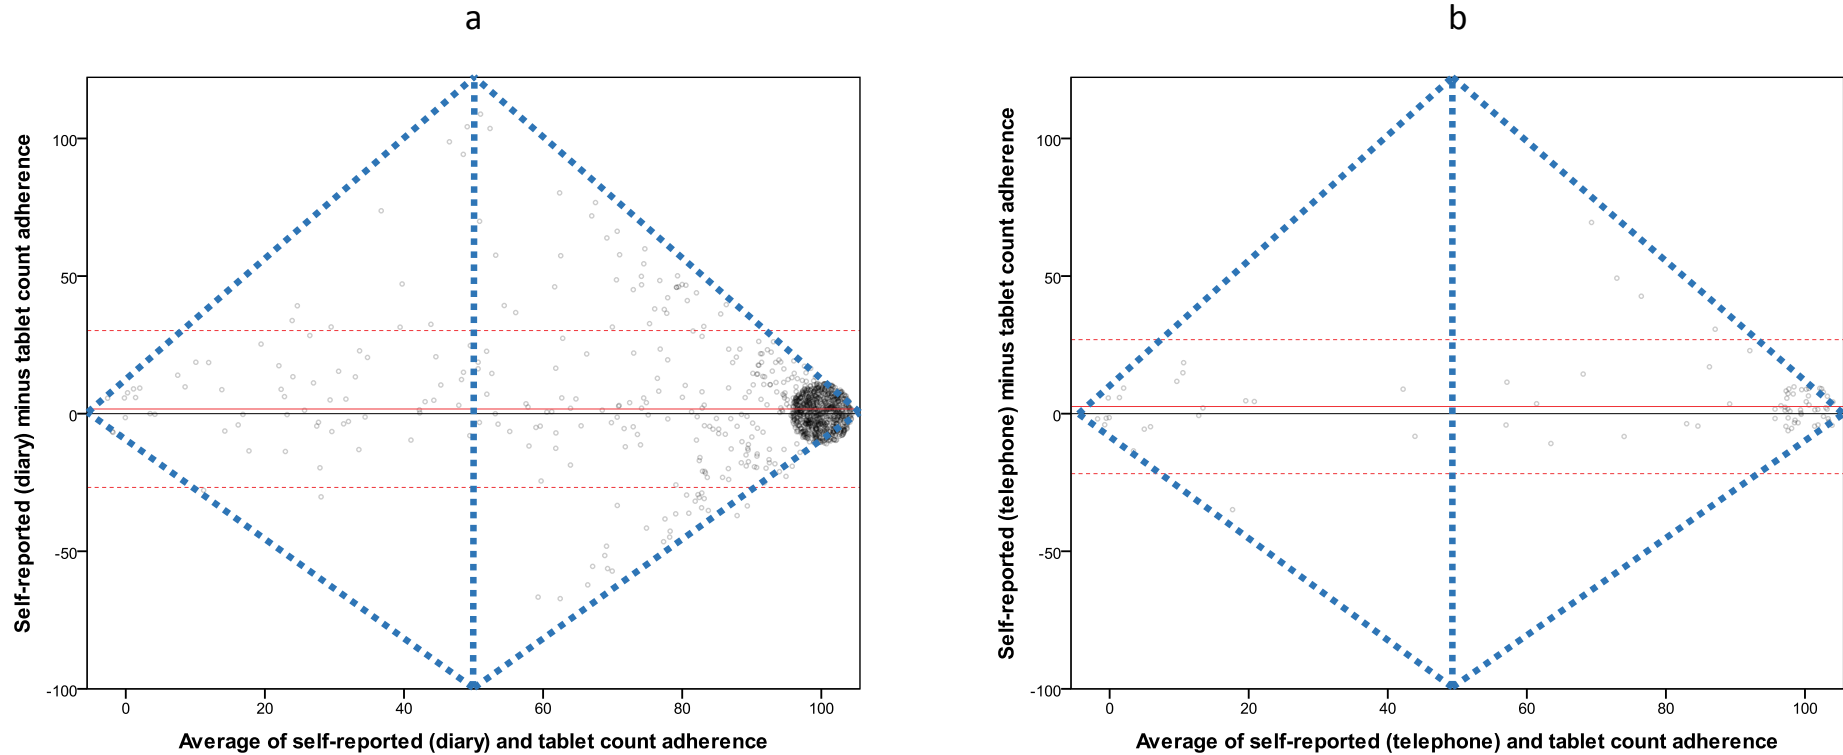 a
b
Self-reported (diary) minus tablet count adherence
100
50
0
-50
-100
0 20 40 60 80 100
Average of self-reported (diary) and tablet count adherence
Self-reported (telephone) minus tablet count adherence
100
50
0
-50
-100
0 20 40 60 80 100
Average of self-reported (telephone) and tablet count adherence